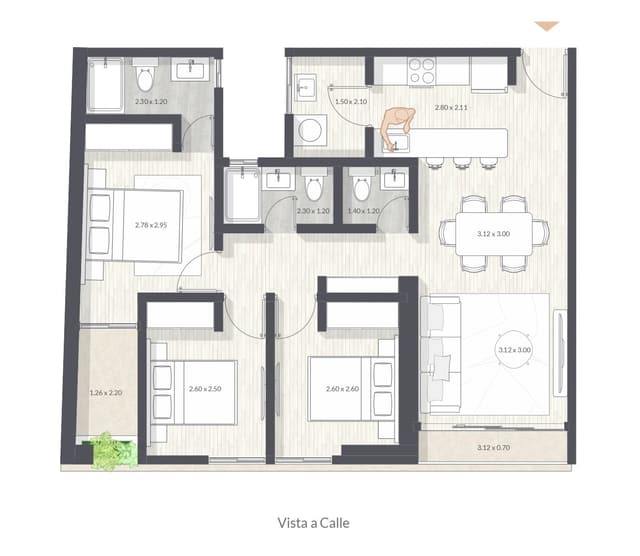 2.30 x 1.20
1.50 x 2.10
2.80 x 2.11
2.78 x 2.95
2.30 x 1.20
1.40 x 1.20
3.12 x 3.00
3.12 x 3.00
1.26 x 2.20
2.60 x 2.50
2.60 x 2.60
3.12 x 0.70
Vista a Calle